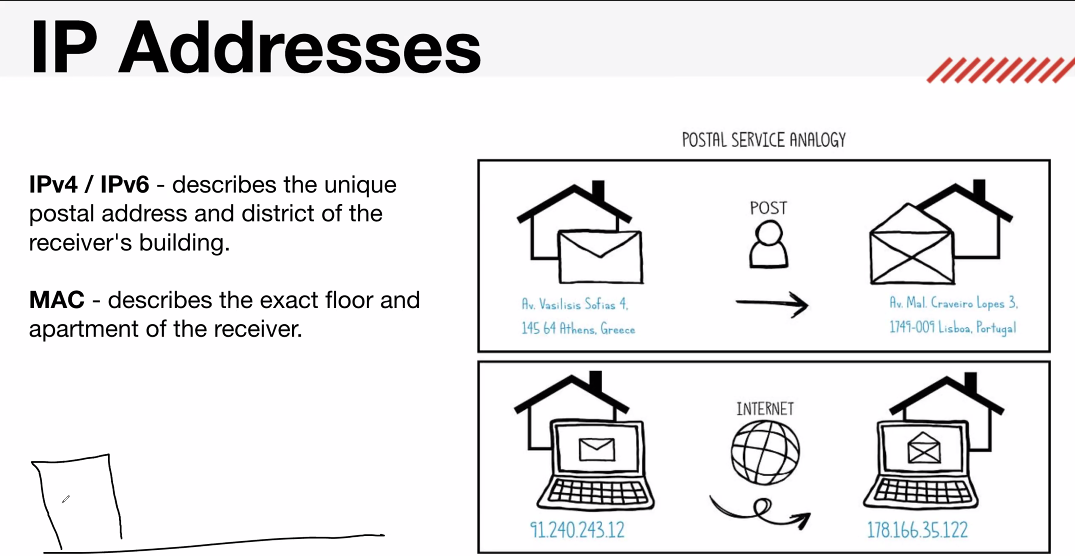 IP Addresses
IPv4 / IPv6 - describes the unique
postal address and district of the
receiver's building.
MAC - describes the exact floor and
apartment of the receiver.
POSTAL SERVICE ANALOGY
POST
Av. Vasilisis Sofias 4,
145 64 Athens, Greece
Av. Mal. Craveiro Lopes 3,
1749-009 Lisboa, Portugal
INTERNET
91.240.243.12
178.166.35.122